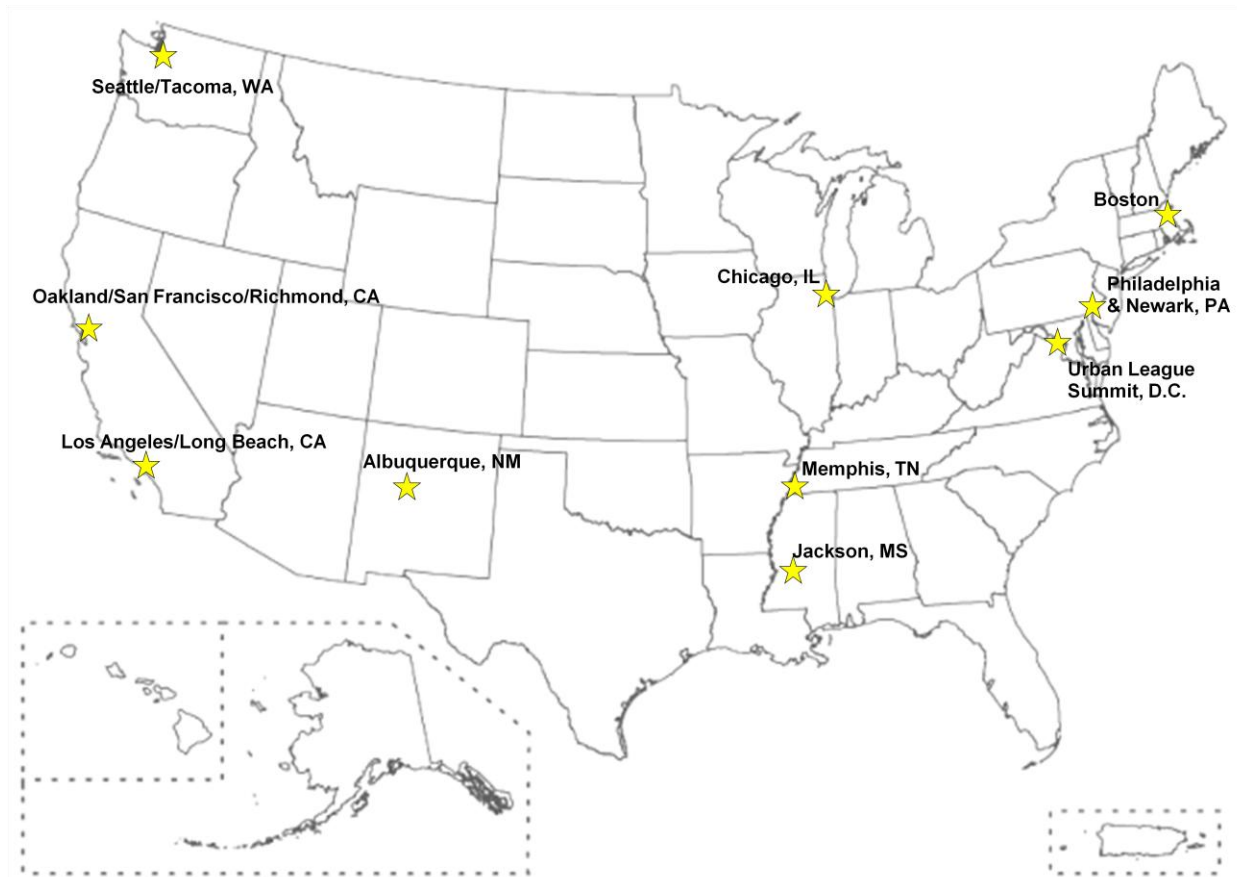 Seattle/Tacoma, WA
Boston
Chicago, IL
Philadelphia
& Newark, PA
Oakland/San Francisco/Richmond, CA
Urban League
Summit, D.C.
Los Angeles/Long Beach, CA
Albuquerque, NM
Memphis, TN
Jackson, MS